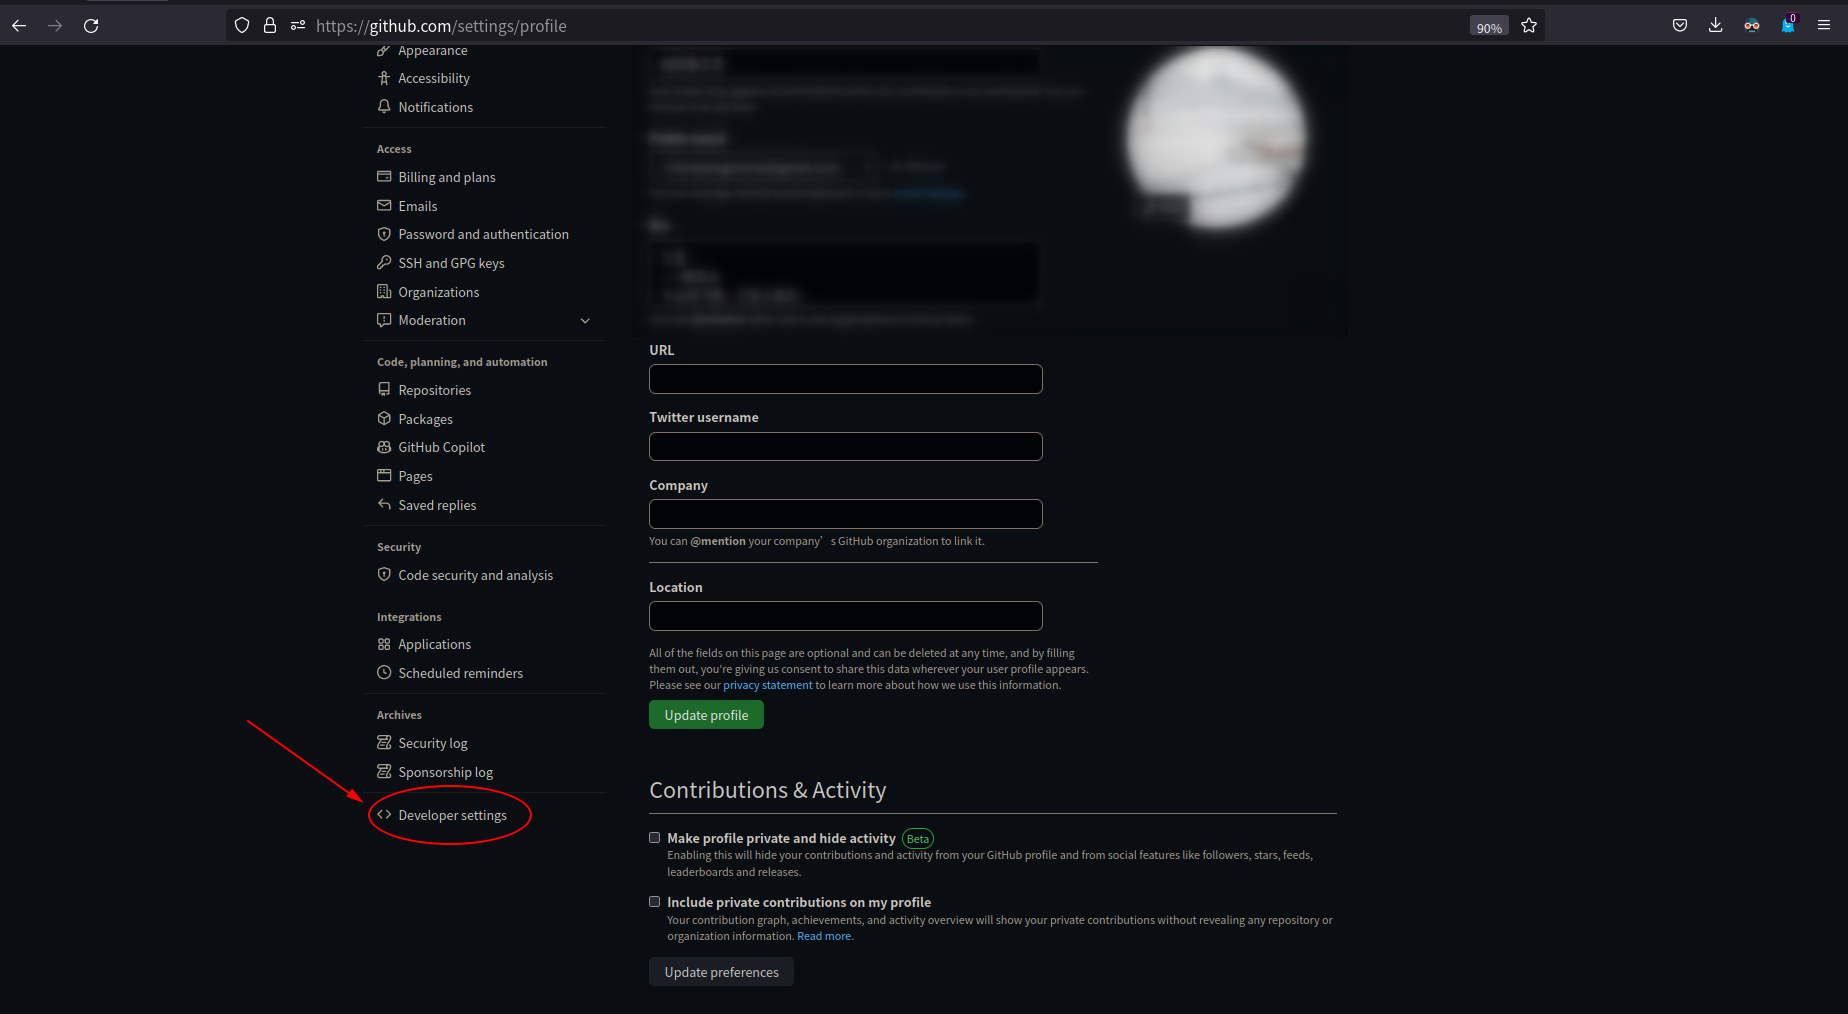 https://github.com/settings/profile
90%
0
Appearance
Accessibility
Notifications
Access
Billing and plans
Emails
Password and authentication
SSH and GPG keys
Organizations
Moderation
Code, planning, and automation
Repositories
Packages
GitHub Copilot
Pages
Saved replies
Security
Code security and analysis
Integrations
Applications
Scheduled reminders
Archives
Security log
Sponsorship log
Developer settings
URL
Twitter username
Company
You can @mention your company’s GitHub organization to link it.
Location
All of the fields on this page are optional and can be deleted at any time, and by filling
them out, you're giving us consent to share this data wherever your user profile appears.
Please see our privacy statement to learn more about how we use this information.
Update profile
Contributions & Activity
Make profile private and hide activity Beta
Enabling this will hide your contributions and activity from your GitHub profile and from social features like followers, stars, feeds,
leaderboards and releases.
Include private contributions on my profile
Your contribution graph, achievements, and activity overview will show your private contributions without revealing any repository or
organization information. Read more.
Update preferences